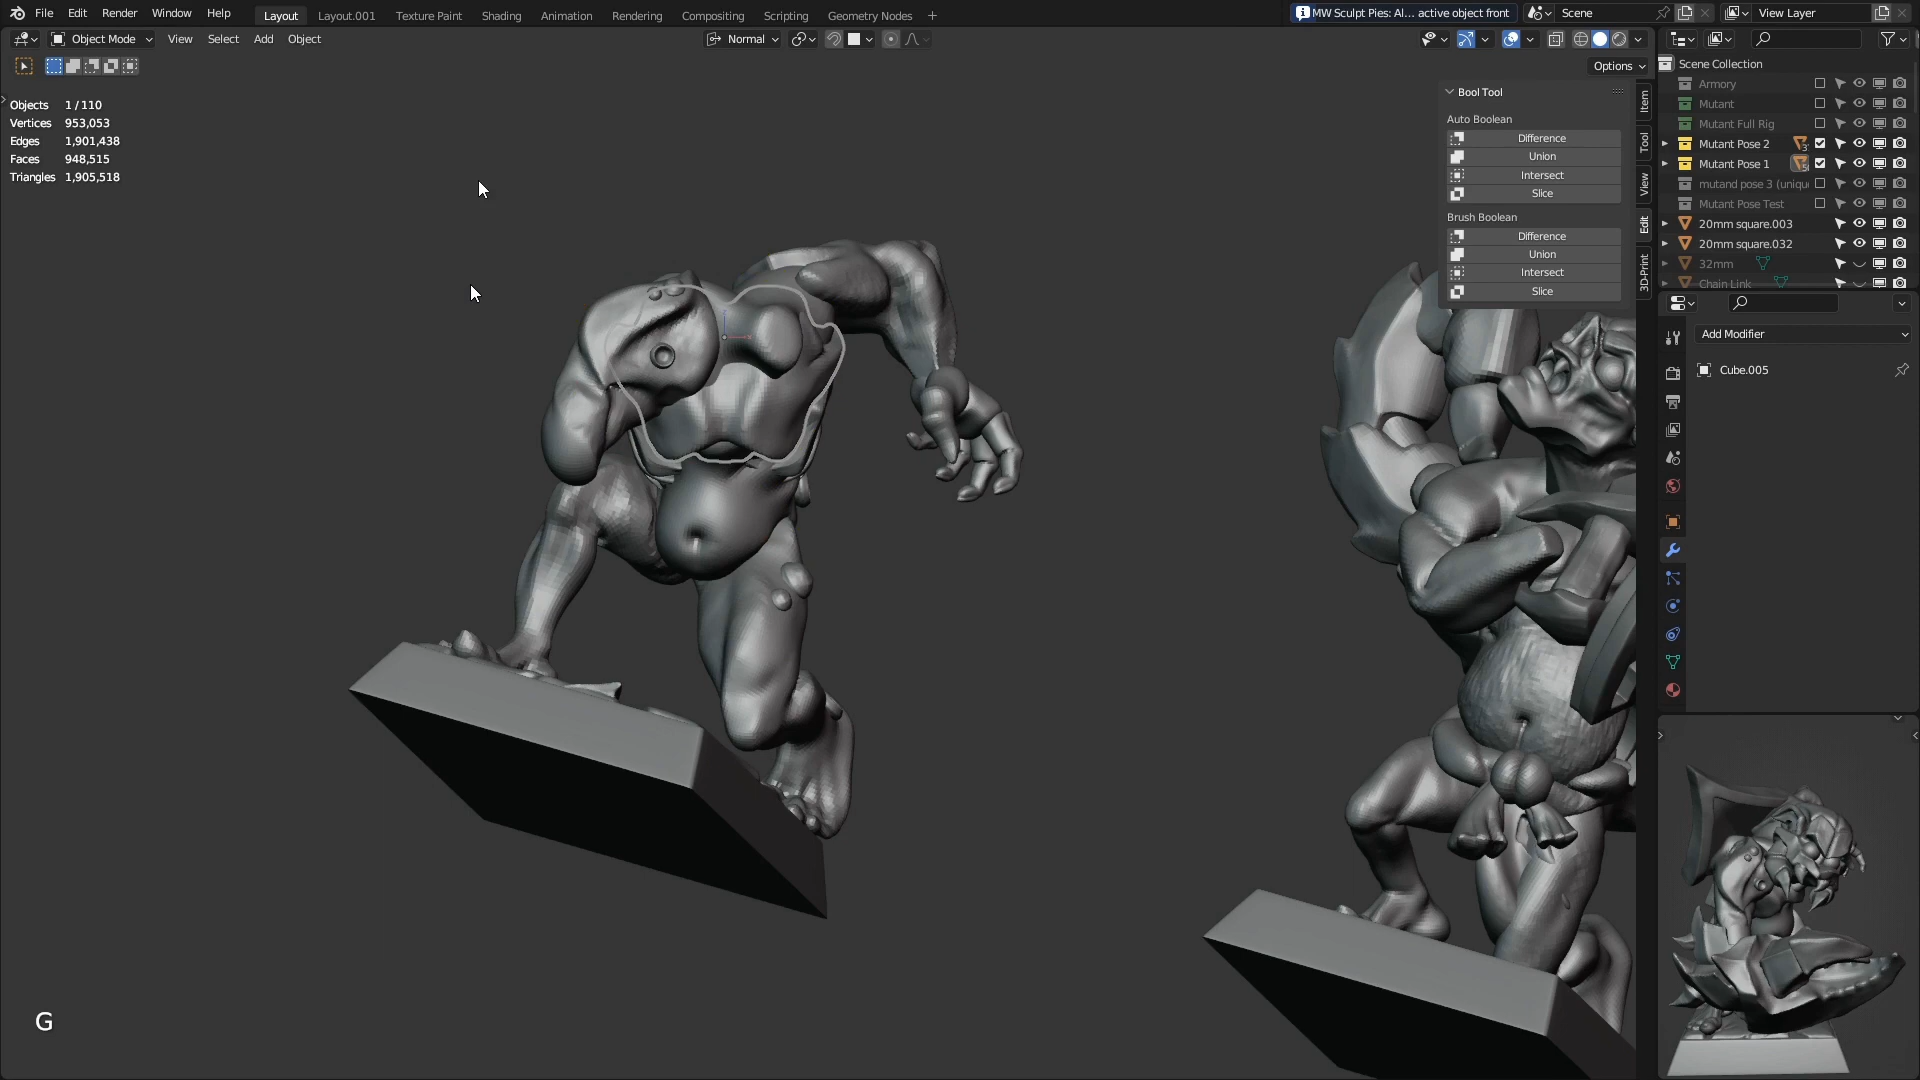 File Edit Render Window Help Layout Layout.001 Texture Paint Shading Animation Rendering Compositing Scripting Geometry Nodes + MW Sculpt Pies: Al... active object front Scene View Layer
Object Mode View Select Add Object Normal
Options
Objects 1 / 110
Vertices 953,053
Edges 1,901,438
Faces 948,515
Triangles 1,905,518
Bool Tool
Auto Boolean
Difference
Union
Intersect
Slice
Brush Boolean
Difference
Union
Intersect
Slice
Item
Tool
View
Edit
3D-Print
Scene Collection
Armory
Mutant
Mutant Full Rig
Mutant Pose 2
Mutant Pose 1
mutand pose 3 (uniqu
Mutant Pose Test
20mm square.003
20mm square.032
32mm
Chain Link
Add Modifier
Cube.005
G